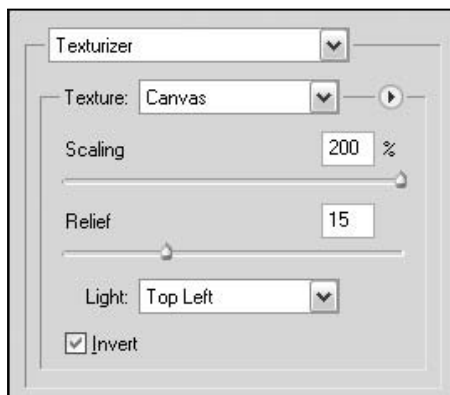 Texturizer
Texture: Canvas
Scaling 200 %
Relief 15
Light: Top Left
Invert